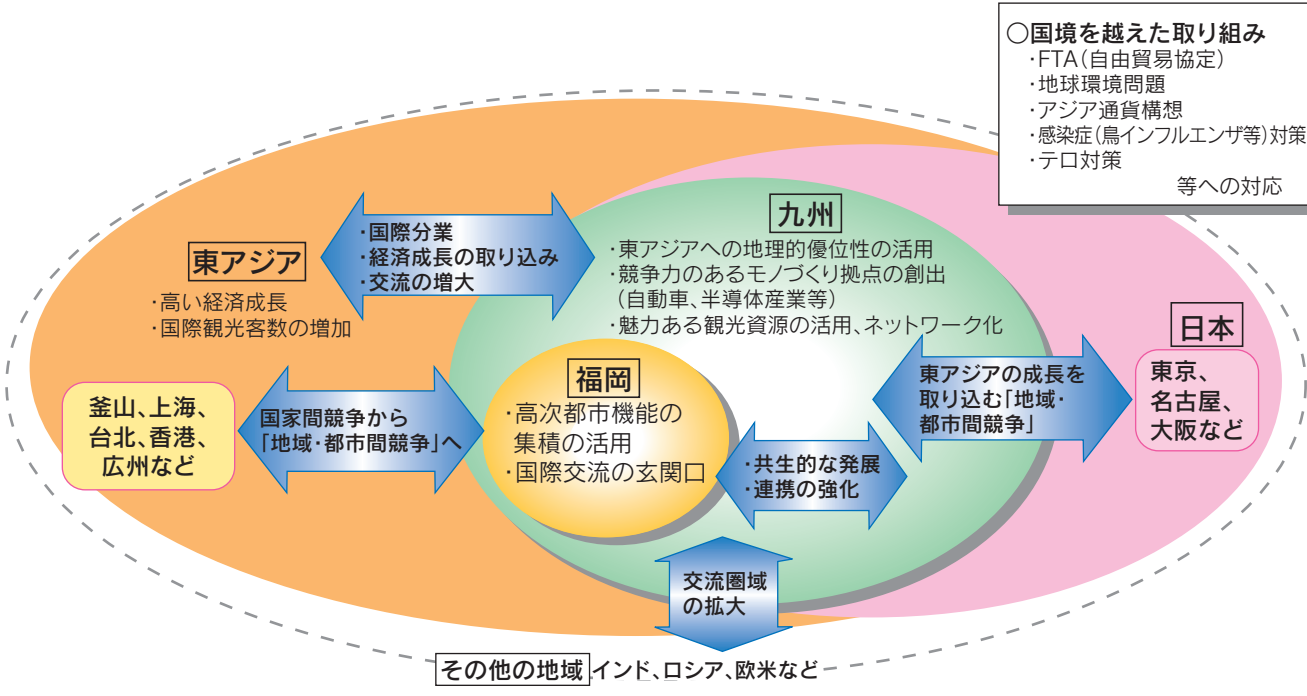 ○国境を越えた取り組み
・FTA(自由貿易協定)
・地球環境問題
・アジア通貨構想
・感染症(鳥インフルエンザ等)対策
・テロ対策
等への対応
九州
・東アジアへの地理的優位性の活用
・競争力のあるモノづくり拠点の創出
(自動車、半導体産業等)
・魅力ある観光資源の活用、ネットワーク化
・国際分業
・経済成長の取り込み
・交流の増大
東アジア
・高い経済成長
・国際観光客数の増加
日本
東京、
名古屋、
大阪など
東アジアの成長を
取り込む「地域・
都市間競争」
福岡
・高次都市機能の
集積の活用
・国際交流の玄関口
釜山、上海、
台北、香港、
広州など
国家間競争から
「地域・都市間競争」へ
・共生的な発展
・連携の強化
交流圏域
の拡大
その他の地域 インド、ロシア、欧米など